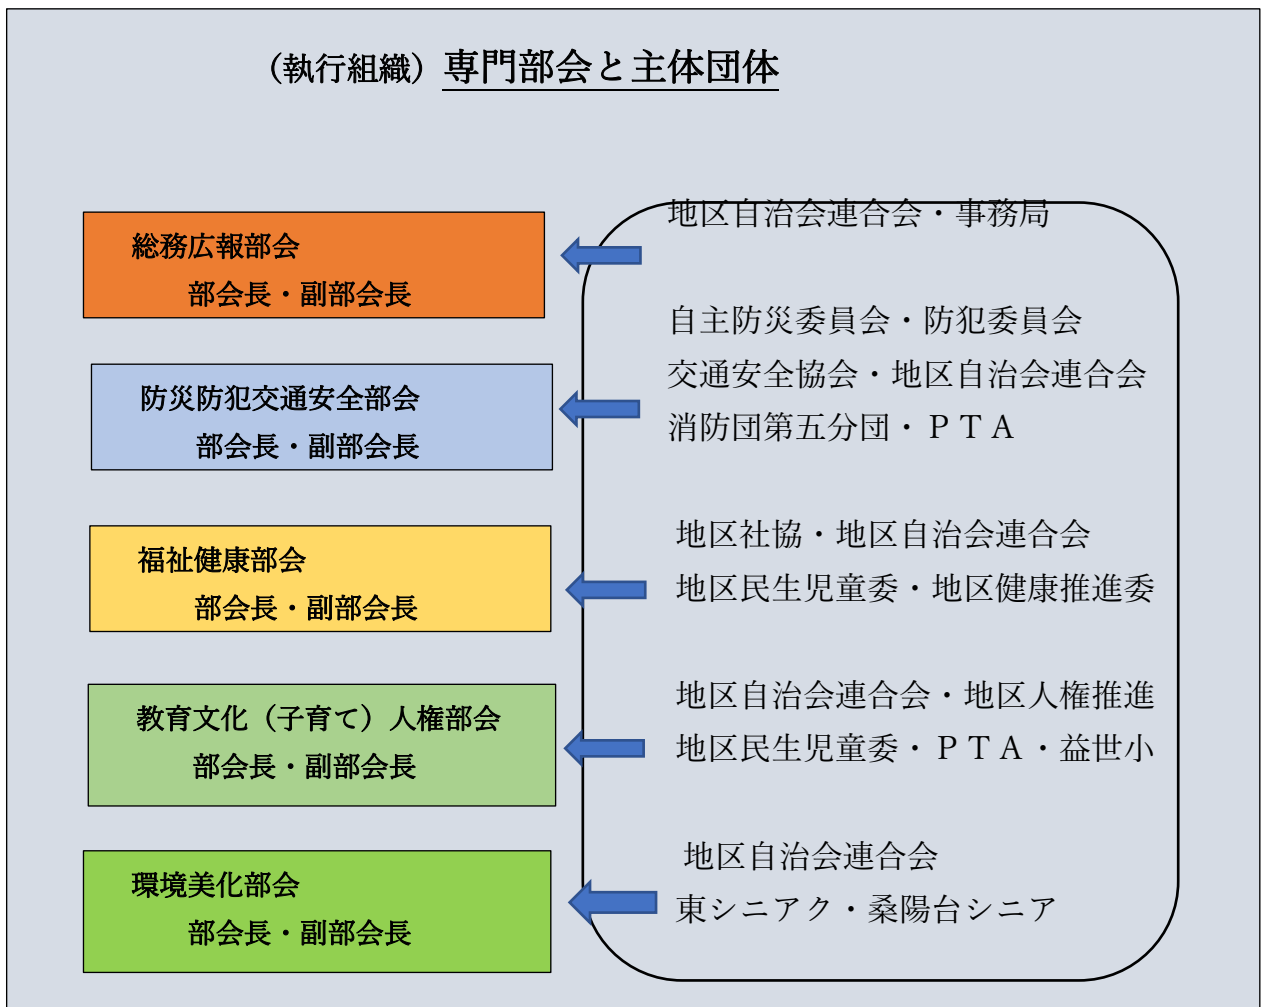 （執行組織）専門部会と主体団体
総務広報部会
部会長・副部会長
地区自治会連合会・事務局
防災防犯交通安全部会
部会長・副部会長
自主防災委員会・防犯委員会
交通安全協会・地区自治会連合会
消防団第五分団・ＰＴＡ
福祉健康部会
部会長・副部会長
地区社協・地区自治会連合会
地区民生児童委・地区健康推進委
教育文化（子育て）人権部会
部会長・副部会長
地区自治会連合会・地区人権推進
地区民生児童委・ＰＴＡ・益世小
環境美化部会
部会長・副部会長
地区自治会連合会
東シニアク・桑陽台シニア